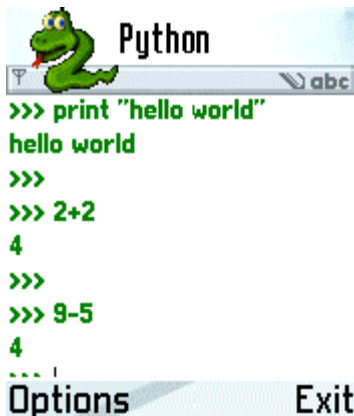 Python
abc
>>> print "hello world"
hello world
>>>
>>> 2+2
4
>>>
>>> 9-5
4
>>>
Options Exit